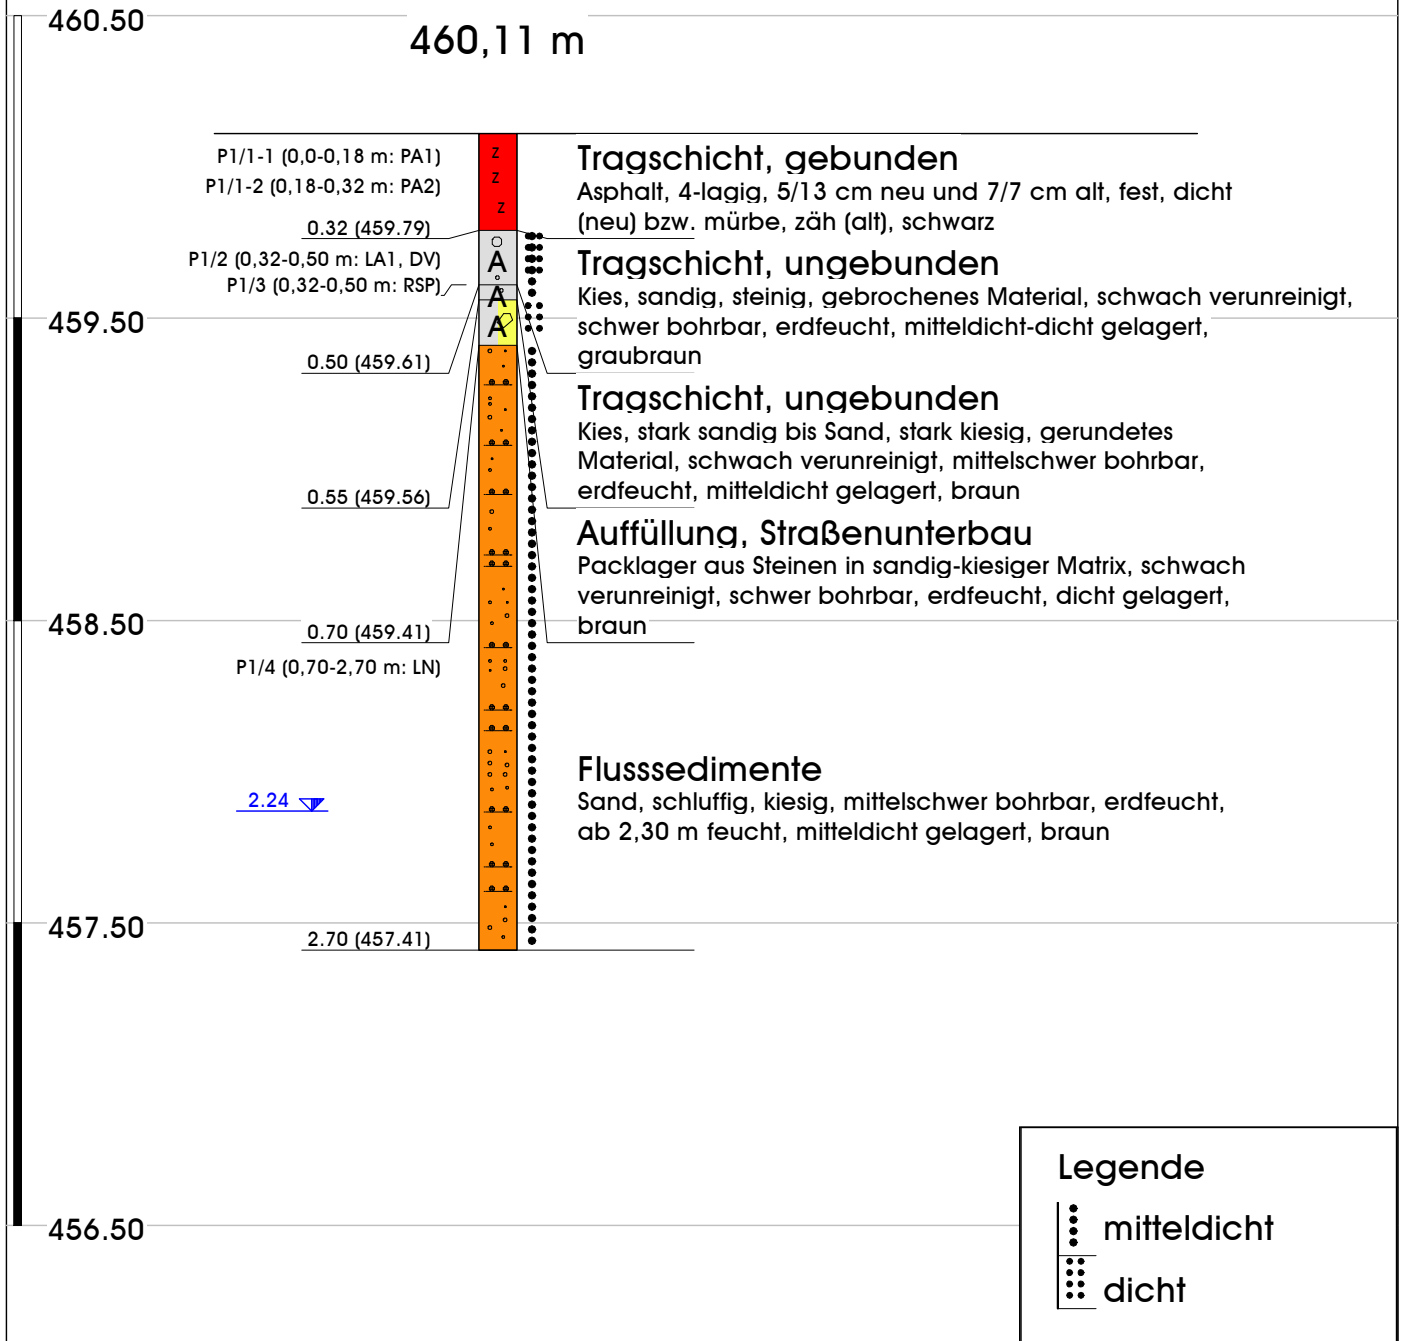 460.50
460,11 m
P1/1-1 (0,0-0,18 m: PA1)
P1/1-2 (0,18-0,32 m: PA2)
0.32 (459.79)
z
z
z
Tragschicht, gebunden
Asphalt, 4-lagig, 5/13 cm neu und 7/7 cm alt, fest, dicht
(neu) bzw. mürbe, zäh (alt), schwarz
P1/2 (0,32-0,50 m: LA1, DV)
P1/3 (0,32-0,50 m: RSP)
A
A
A
Tragschicht, ungebunden
Kies, sandig, steinig, gebrochenes Material, schwach verunreinigt,
schwer bohrbar, erdfeucht, mitteldicht-dicht gelagert,
graubraun
459.50
0.50 (459.61)
Tragschicht, ungebunden
Kies, stark sandig bis Sand, stark kiesig, gerundetes
Material, schwach verunreinigt, mittelschwer bohrbar,
erdfeucht, mitteldicht gelagert, braun
0.55 (459.56)
Auffüllung, Straßenunterbau
Packlager aus Steinen in sandig-kiesiger Matrix, schwach
verunreinigt, schwer bohrbar, erdfeucht, dicht gelagert,
braun
458.50
0.70 (459.41)
P1/4 (0,70-2,70 m: LN)
2.24
Flusssedimente
Sand, schluffig, kiesig, mittelschwer bohrbar, erdfeucht,
ab 2,30 m feucht, mitteldicht gelagert, braun
457.50
2.70 (457.41)
456.50
Legende
mitteldicht
dicht